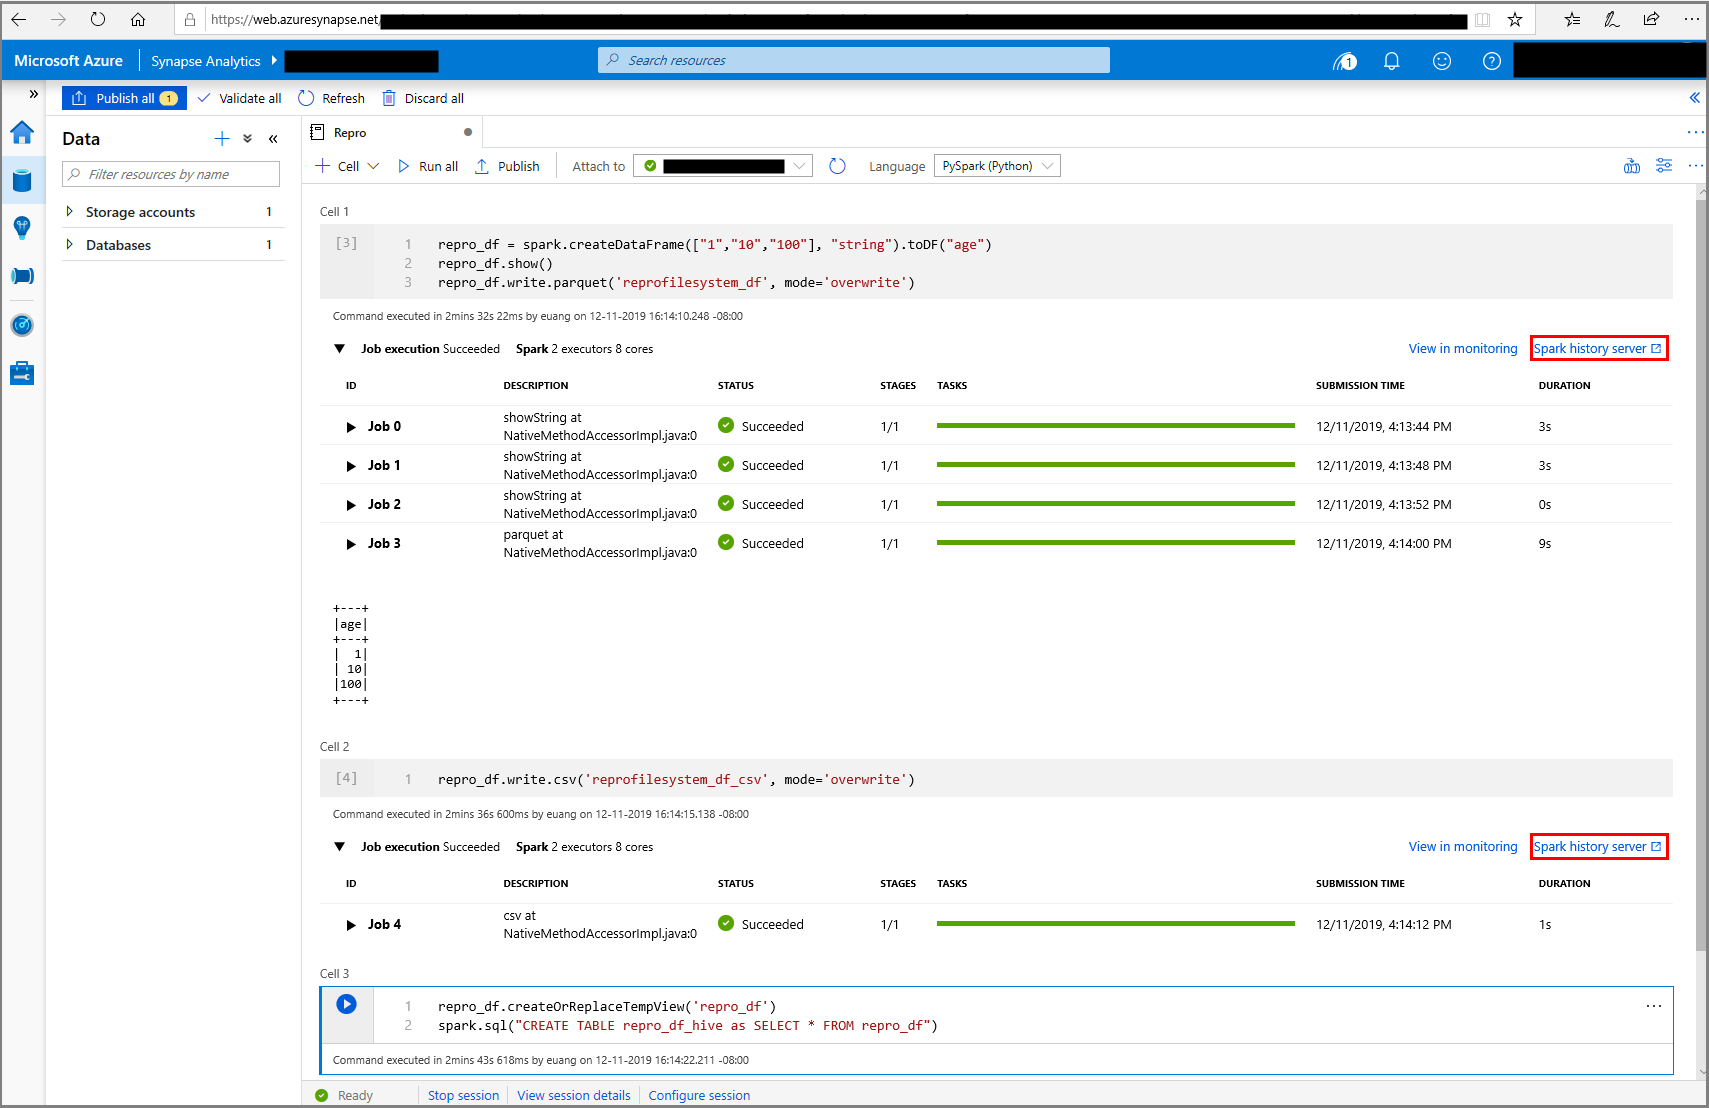 https://web.azuresynapse.net/
Microsoft Azure
Synapse Analytics
Search resources
1
Publish all 1
Validate all
Refresh
Discard all
Data
Filter resources by name
Storage accounts 1
Databases 1
Repro
Cell
Run all
Publish
Attach to
Language
PySpark (Python)
Cell 1
[3]
1 repro_df = spark.createDataFrame(["1","10","100"], "string").toDF("age")
2 repro_df.show()
3 repro_df.write.parquet('reprofilesystem_df', mode='overwrite')
Command executed in 2mins 32s 22ms by euang on 12-11-2019 16:14:10.248 -08:00
Job execution Succeeded Spark 2 executors 8 cores
View in monitoring
Spark history server
ID DESCRIPTION STATUS STAGES TASKS SUBMISSION TIME DURATION
Job 0 showString at NativeMethodAccessorImpl.java:0 Succeeded 1/1 12/11/2019, 4:13:44 PM 3s
Job 1 showString at NativeMethodAccessorImpl.java:0 Succeeded 1/1 12/11/2019, 4:13:48 PM 3s
Job 2 showString at NativeMethodAccessorImpl.java:0 Succeeded 1/1 12/11/2019, 4:13:52 PM 0s
Job 3 parquet at NativeMethodAccessorImpl.java:0 Succeeded 1/1 12/11/2019, 4:14:00 PM 9s
+---+
|age|
+---+
|  1|
| 10|
|100|
+---+
Cell 2
[4]
1 repro_df.write.csv('reprofilesystem_df_csv', mode='overwrite')
Command executed in 2mins 36s 600ms by euang on 12-11-2019 16:14:15.138 -08:00
Job execution Succeeded Spark 2 executors 8 cores
View in monitoring
Spark history server
ID DESCRIPTION STATUS STAGES TASKS SUBMISSION TIME DURATION
Job 4 csv at NativeMethodAccessorImpl.java:0 Succeeded 1/1 12/11/2019, 4:14:12 PM 1s
Cell 3
1 repro_df.createOrReplaceTempView('repro_df')
2 spark.sql("CREATE TABLE repro_df_hive as SELECT * FROM repro_df")
Command executed in 2mins 43s 618ms by euang on 12-11-2019 16:14:22.211 -08:00
Ready
Stop session
View session details
Configure session